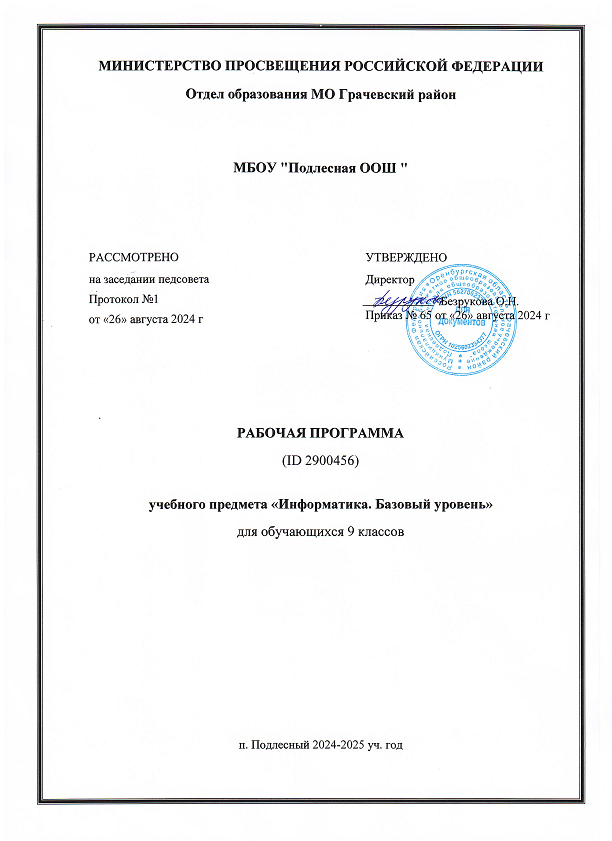 МИНИСТЕРСТВО ПРОСВЕЩЕНИЯ РОССИЙСКОЙ ФЕДЕРАЦИИ
Отдел образования МО Грачевский район
МБОУ "Подлесная ООШ "
РАССМОТРЕНО
на заседании педсовета
Протокол №1
от «26» августа 2024 г
УТВЕРЖДЕНО
Директор
Безрукова О.Н.
Приказ № 65 от «26» августа 2024 г
Для
документов
РАБОЧАЯ ПРОГРАММА
(ID 2900456)
учебного предмета «Информатика. Базовый уровень»
для обучающихся 9 классов
п. Подлесный 2024-2025 уч. год